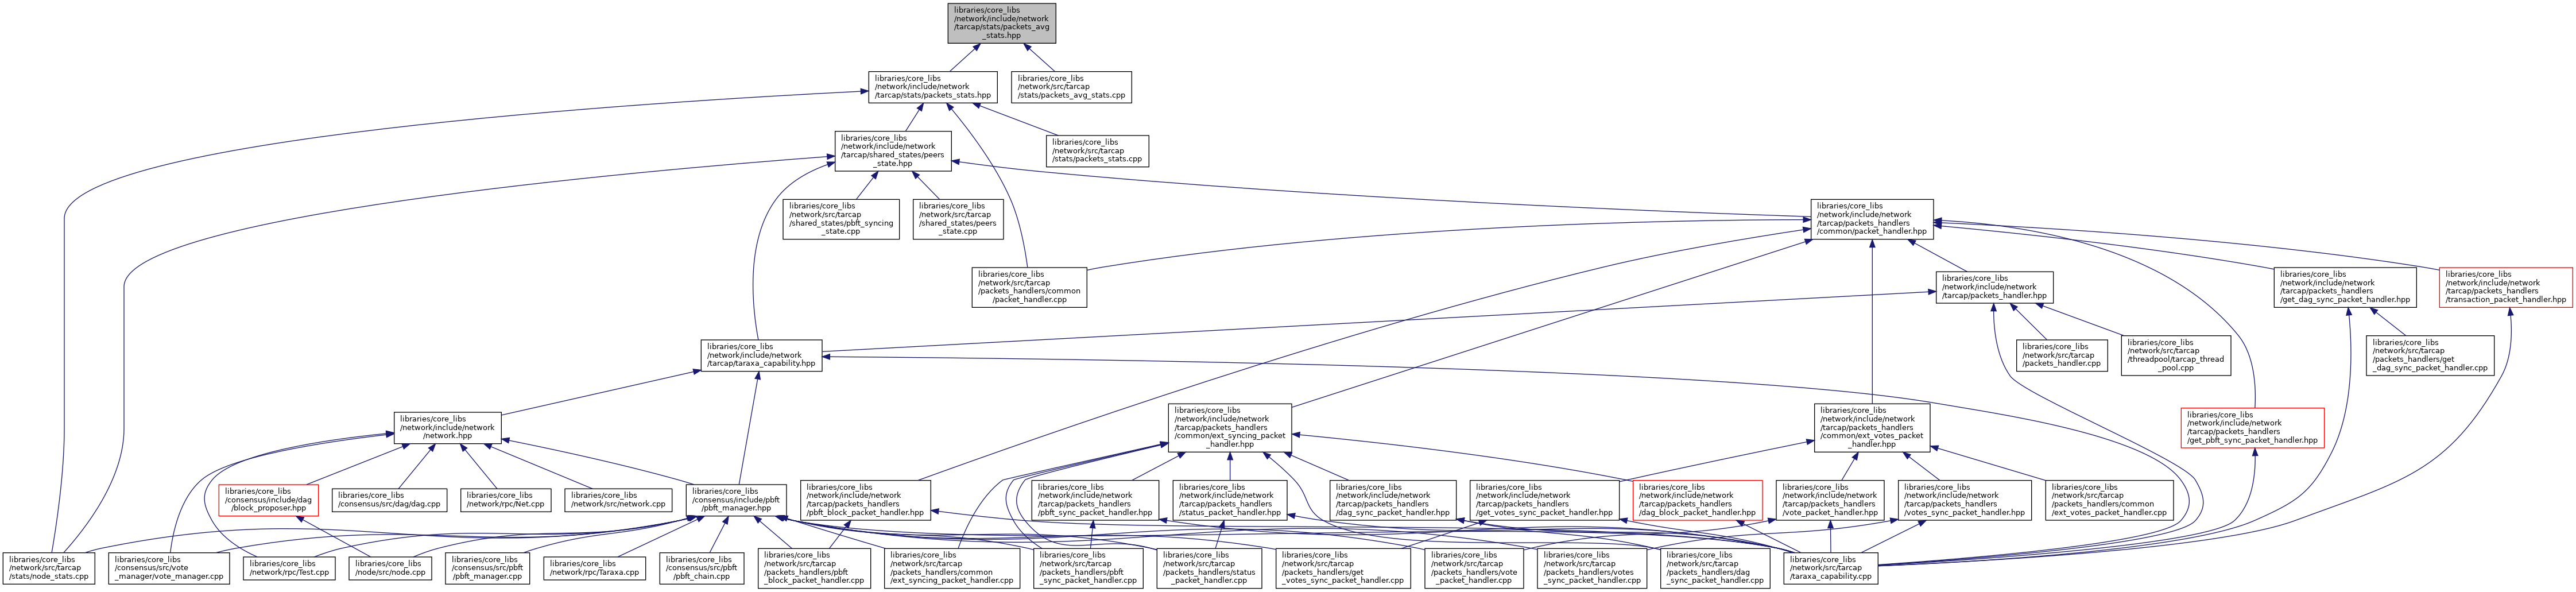 libraries/core_libs
/network/include/network
/tarcap/stats/packets_avg
_stats.hpp
libraries/core_libs
/network/include/network
/tarcap/stats/packets_stats.hpp
libraries/core_libs
/network/src/tarcap
/stats/packets_avg_stats.cpp
libraries/core_libs
/network/include/network
/tarcap/shared_states/peers
_state.hpp
libraries/core_libs
/network/src/tarcap
/stats/packets_stats.cpp
libraries/core_libs
/network/src/tarcap
/shared_states/pbft_syncing
_state.cpp
libraries/core_libs
/network/src/tarcap
/shared_states/peers
_state.cpp
libraries/core_libs
/network/include/network
/tarcap/packets_handlers
/common/packet_handler.hpp
libraries/core_libs
/network/src/tarcap
/packets_handlers/common
/packet_handler.cpp
libraries/core_libs
/network/include/network
/tarcap/packets_handler.hpp
libraries/core_libs
/network/include/network
/tarcap/packets_handlers
/get_dag_sync_packet_handler.hpp
libraries/core_libs
/network/include/network
/tarcap/packets_handlers
/transaction_packet_handler.hpp
libraries/core_libs
/network/include/network
/tarcap/taraxa_capability.hpp
libraries/core_libs
/network/src/tarcap
/packets_handler.cpp
libraries/core_libs
/network/src/tarcap
/threadpool/tarcap_thread
_pool.cpp
libraries/core_libs
/network/src/tarcap
/packets_handlers/get
_dag_sync_packet_handler.cpp
libraries/core_libs
/network/include/network
/network.hpp
libraries/core_libs
/network/include/network
/tarcap/packets_handlers
/common/ext_syncing_packet
_handler.hpp
libraries/core_libs
/network/include/network
/tarcap/packets_handlers
/common/ext_votes_packet
_handler.hpp
libraries/core_libs
/network/include/network
/tarcap/packets_handlers
/get_pbft_sync_packet_handler.hpp
libraries/core_libs
/consensus/include/dag
/block_proposer.hpp
libraries/core_libs
/consensus/src/dag/dag.cpp
libraries/core_libs
/network/rpc/Net.cpp
libraries/core_libs
/network/src/network.cpp
libraries/core_libs
/consensus/include/pbft
/pbft_manager.hpp
libraries/core_libs
/network/include/network
/tarcap/packets_handlers
/pbft_block_packet_handler.hpp
libraries/core_libs
/network/include/network
/tarcap/packets_handlers
/pbft_sync_packet_handler.hpp
libraries/core_libs
/network/include/network
/tarcap/packets_handlers
/status_packet_handler.hpp
libraries/core_libs
/network/include/network
/tarcap/packets_handlers
/dag_sync_packet_handler.hpp
libraries/core_libs
/network/include/network
/tarcap/packets_handlers
/get_votes_sync_packet_handler.hpp
libraries/core_libs
/network/include/network
/tarcap/packets_handlers
/dag_block_packet_handler.hpp
libraries/core_libs
/network/include/network
/tarcap/packets_handlers
/vote_packet_handler.hpp
libraries/core_libs
/network/include/network
/tarcap/packets_handlers
/votes_sync_packet_handler.hpp
libraries/core_libs
/network/src/tarcap
/packets_handlers/common
/ext_votes_packet_handler.cpp
libraries/core_libs
/network/src/tarcap
/stats/node_stats.cpp
libraries/core_libs
/consensus/src/vote
_manager/vote_manager.cpp
libraries/core_libs
/network/rpc/Test.cpp
libraries/core_libs
/node/src/node.cpp
libraries/core_libs
/consensus/src/pbft
/pbft_manager.cpp
libraries/core_libs
/network/rpc/Taraxa.cpp
libraries/core_libs
/consensus/src/pbft
/pbft_chain.cpp
libraries/core_libs
/network/src/tarcap
/packets_handlers/pbft
_block_packet_handler.cpp
libraries/core_libs
/network/src/tarcap
/packets_handlers/common
/ext_syncing_packet_handler.cpp
libraries/core_libs
/network/src/tarcap
/packets_handlers/pbft
_sync_packet_handler.cpp
libraries/core_libs
/network/src/tarcap
/packets_handlers/status
_packet_handler.cpp
libraries/core_libs
/network/src/tarcap
/packets_handlers/get
_votes_sync_packet_handler.cpp
libraries/core_libs
/network/src/tarcap
/packets_handlers/vote
_packet_handler.cpp
libraries/core_libs
/network/src/tarcap
/packets_handlers/votes
_sync_packet_handler.cpp
libraries/core_libs
/network/src/tarcap
/packets_handlers/dag
_sync_packet_handler.cpp
libraries/core_libs
/network/src/tarcap
/taraxa_capability.cpp